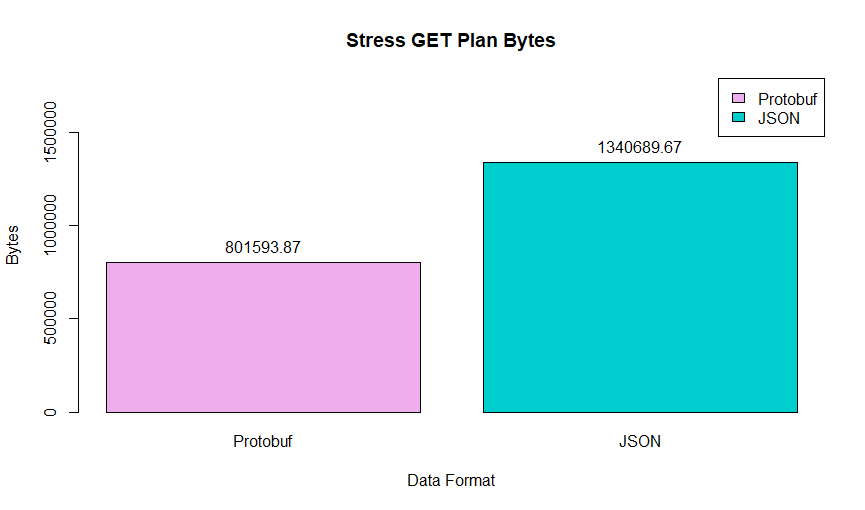 Stress GET Plan Bytes
Protobuf
JSON
Bytes
1500000
1000000
500000
0
801593.87
1340689.67
Protobuf
JSON
Data Format